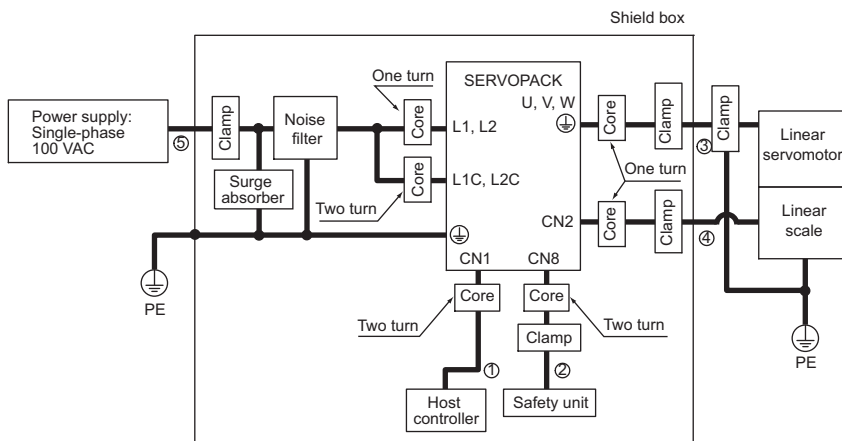 Shield box
One turn
SERVOPACK
U, V, W
Power supply:
Single-phase
100 VAC
⑤
Clamp
Noise
filter
Core
L1, L2
Core
Clamp
Clamp
③
Linear
servomotor
Surge
absorber
Core
L1C, L2C
Two turn
One turn
CN2
Core
Clamp
④
Linear
scale
PE
CN1
CN8
Core
Core
Two turn
Two turn
Clamp
PE
①
②
Host
controller
Safety unit